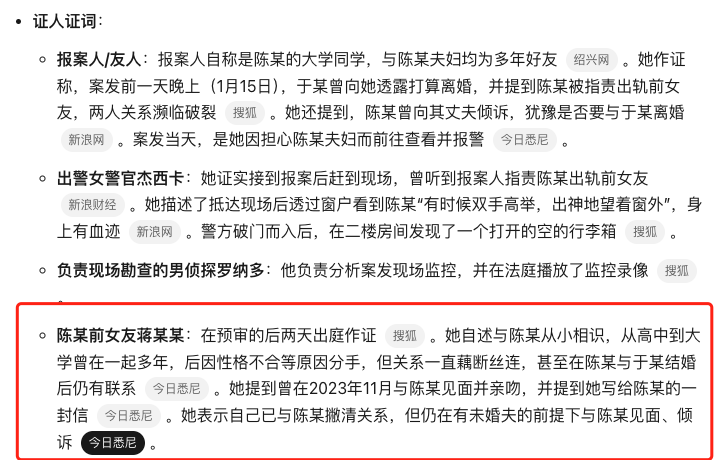 • 证人证词：
○ 报案人/友人：报案人自称是陈某的大学同学，与陈某夫妇均为多年好友 绍兴网 。她作证
称，案发前一天晚上（1月15日），于某曾向她透露打算离婚，并提到陈某被指责出轨前女
友，两人关系濒临破裂 搜狐 。她还提到，陈某曾向其丈夫倾诉，犹豫是否要与于某离婚
新浪网 。案发当天，是她因担心陈某夫妇而前往查看并报警 今日悉尼 。
○ 出警女警官杰西卡：她证实接到报案后赶到现场，曾听到报案人指责陈某出轨前女友
新浪财经 。她描述了抵达现场后透过窗户看到陈某“有时候双手高举，出神地望着窗外”，身
上有血迹 新浪网 。警方破门而入后，在二楼房间发现了一个打开的空的行李箱 搜狐 。
○ 负责现场勘查的男侦探罗纳多：他负责分析案发现场监控，并在法庭播放了监控录像 搜狐
。
○ 陈某前女友蒋某某：在预审的后两天出庭作证 搜狐 。她自述与陈某从小相识，从高中到大
学曾在一起多年，后因性格不合等原因分手，但关系一直藕断丝连，甚至在陈某与于某结婚
后仍有联系 今日悉尼 。她提到曾在2023年11月与陈某见面并亲吻，并提到她写给陈某的一
封信 今日悉尼 。她表示自己已与陈某撇清关系，但仍在有未婚夫的前提下与陈某见面、倾
诉 今日悉尼 。